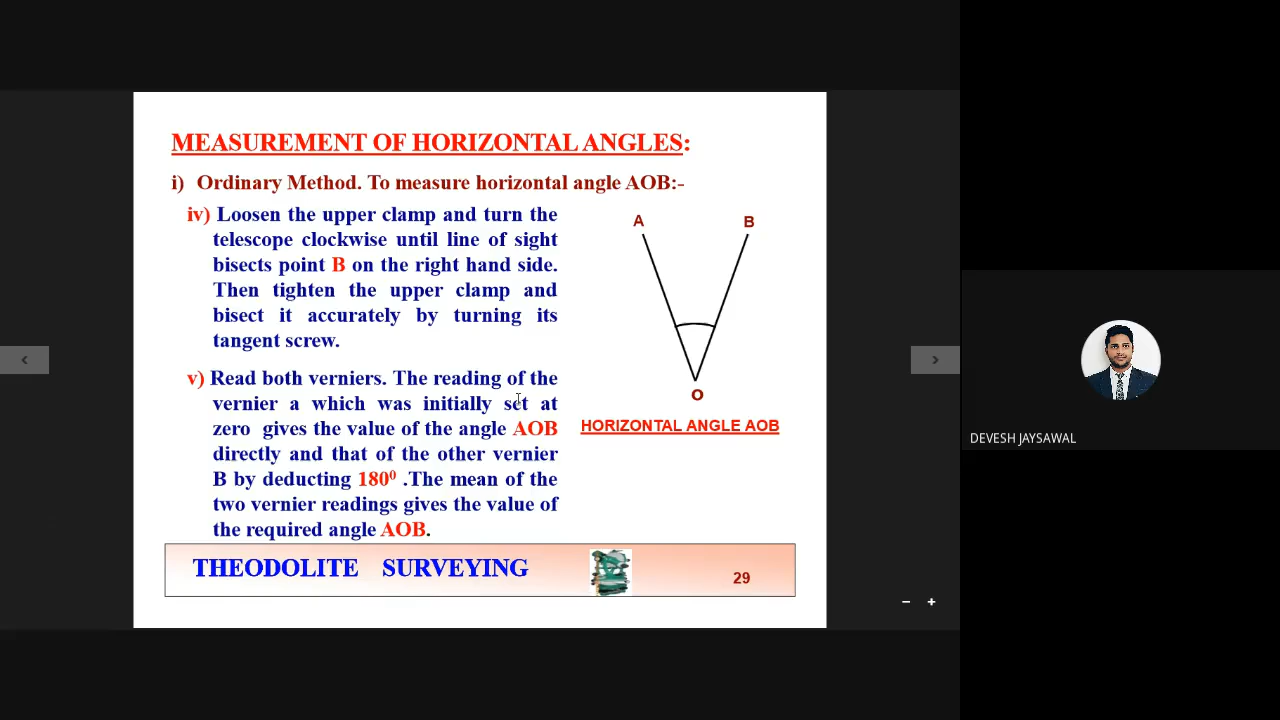 MEASUREMENT OF HORIZONTAL ANGLES:
i) Ordinary Method. To measure horizontal angle AOB:-
iv) Loosen the upper clamp and turn the
telescope clockwise until line of sight
bisects point B on the right hand side.
Then tighten the upper clamp and
bisect it accurately by turning its
tangent screw.
v) Read both verniers. The reading of the
vernier a which was initially set at
zero gives the value of the angle AOB
directly and that of the other vernier
B by deducting 180⁰ .The mean of the
two vernier readings gives the value of
the required angle AOB.
A B
O
HORIZONTAL ANGLE AOB
THEODOLITE SURVEYING
29
DEVESH JAYSAWAL